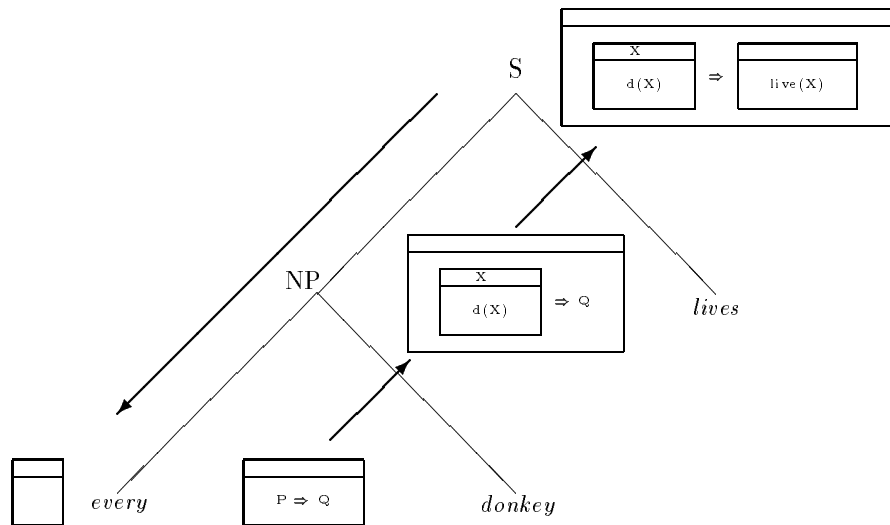 X
d(X) ⇒ live(X)
S
X
d(X) ⇒ Q
NP
lives
every
P ⇒ Q
donkey